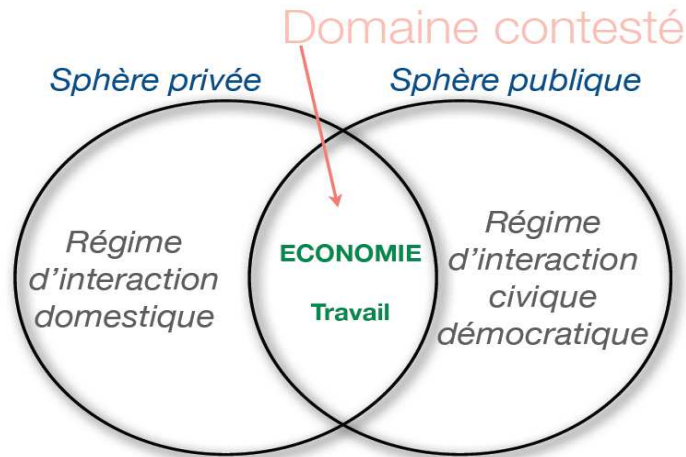 Domaine contesté
Sphère privée
Sphère publique
Régime
d'interaction
domestique
ECONOMIE
Travail
Régime
d'interaction
civique
démocratique